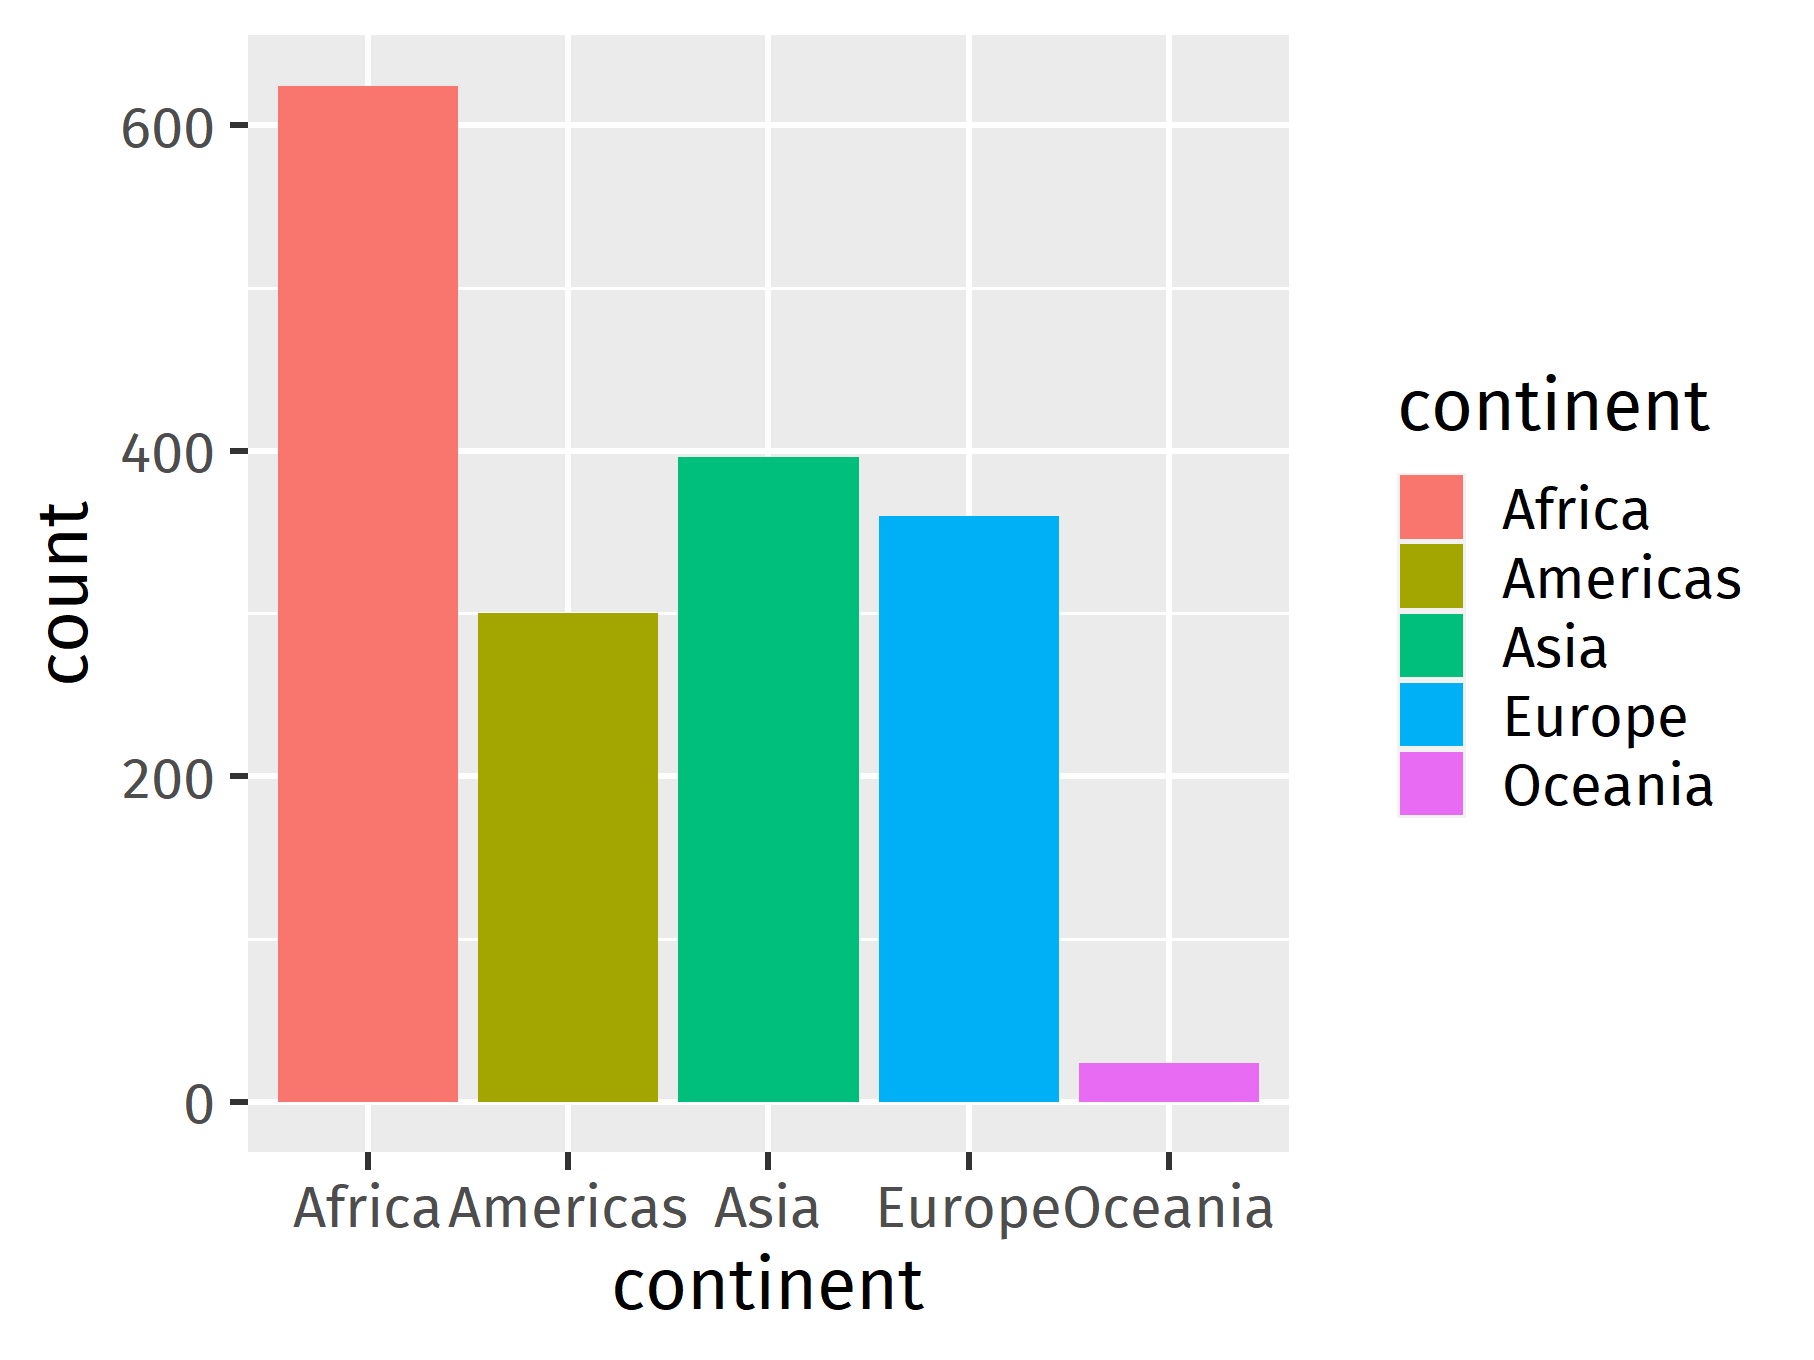 600
400
200
0
count
Africa Americas Asia Europe Oceania
continent
continent
Africa
Americas
Asia
Europe
Oceania